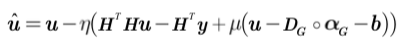 û = u − η(HᵀHu − Hᵀy + μ(u − D_G ∘ α_G − b))